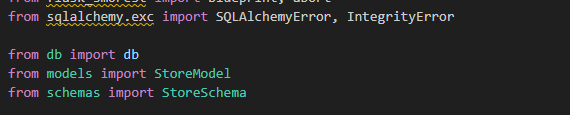 from flask_smorest import Blueprint, abort
from sqlalchemy.exc import SQLAlchemyError, IntegrityError
from db import db
from models import StoreModel
from schemas import StoreSchema